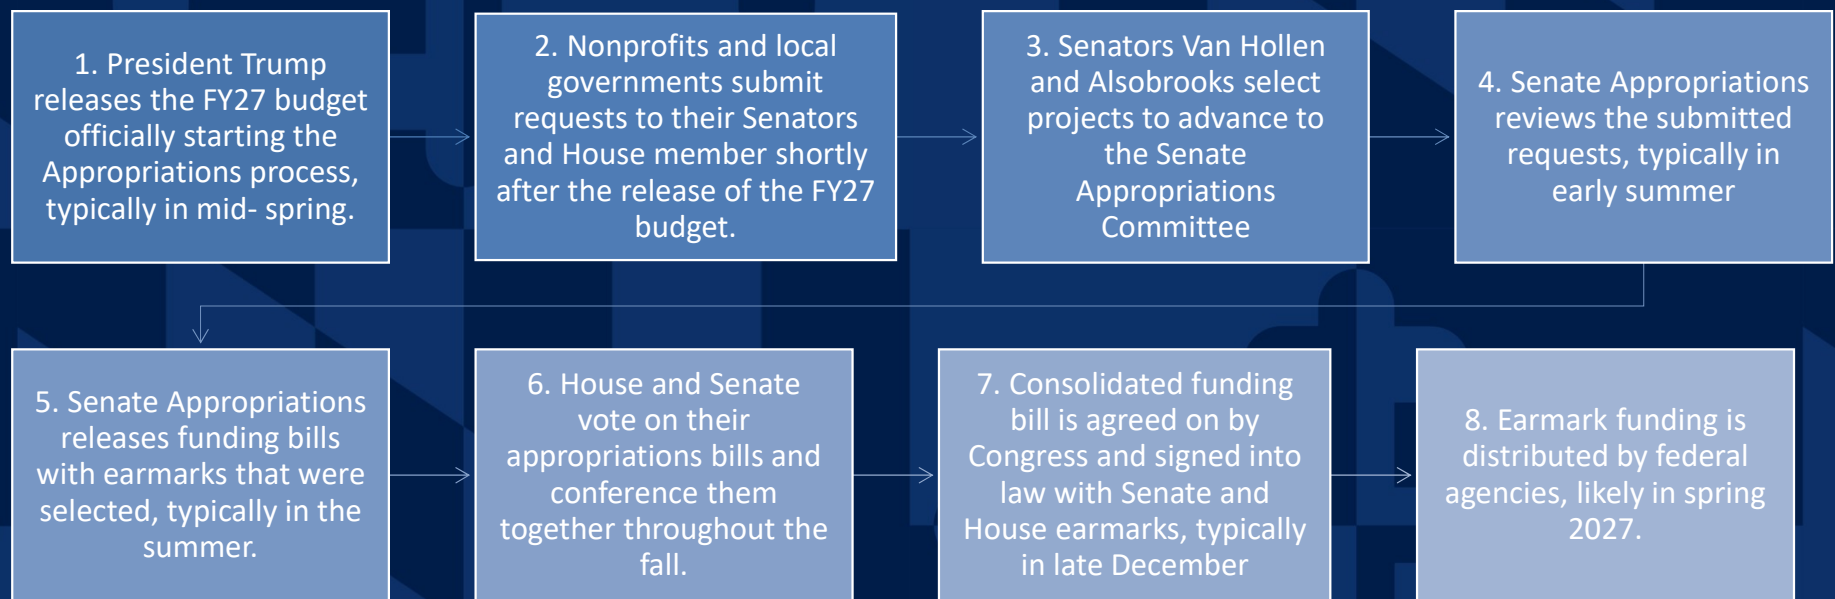 1. President Trump
releases the FY27 budget
officially starting the
Appropriations process,
typically in mid- spring.
2. Nonprofits and local
governments submit
requests to their Senators
and House member shortly
after the release of the FY27
budget.
3. Senators Van Hollen
and Alsobrooks select
projects to advance to
the Senate
Appropriations
Committee
4. Senate Appropriations
reviews the submitted
requests, typically in
early summer
5. Senate Appropriations
releases funding bills
with earmarks that were
selected, typically in the
summer.
6. House and Senate
vote on their
appropriations bills and
conference them
together throughout the
fall.
7. Consolidated funding
bill is agreed on by
Congress and signed into
law with Senate and
House earmarks, typically
in late December
8. Earmark funding is
distributed by federal
agencies, likely in spring
2027.